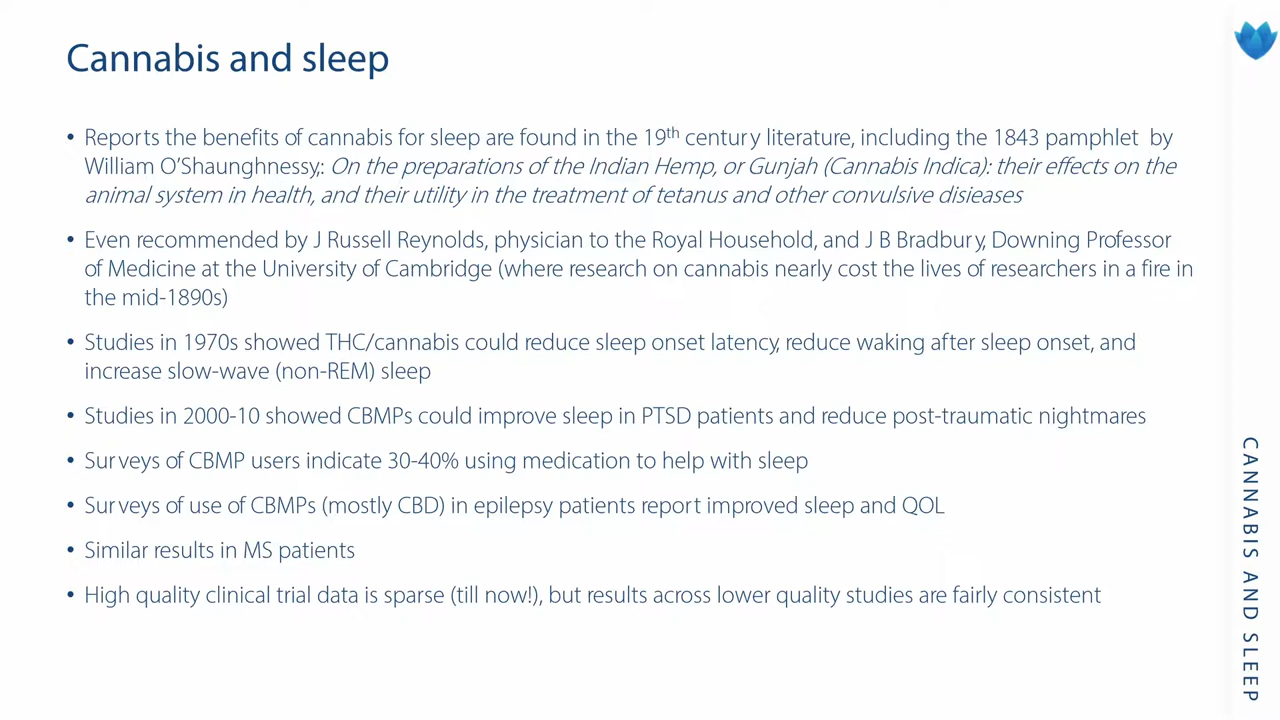 Cannabis and sleep
• Reports the benefits of cannabis for sleep are found in the 19th century literature, including the 1843 pamphlet by
William O'Shaunghnessy,: On the preparations of the Indian Hemp, or Gunjah (Cannabis Indica): their effects on the
animal system in health, and their utility in the treatment of tetanus and other convulsive disieases
• Even recommended by J Russell Reynolds, physician to the Royal Household, and J B Bradbury, Downing Professor
of Medicine at the University of Cambridge (where research on cannabis nearly cost the lives of researchers in a fire in
the mid-1890s)
• Studies in 1970s showed THC/cannabis could reduce sleep onset latency, reduce waking after sleep onset, and
increase slow-wave (non-REM) sleep
• Studies in 2000-10 showed CBMPs could improve sleep in PTSD patients and reduce post-traumatic nightmares
• Surveys of CBMP users indicate 30-40% using medication to help with sleep
• Surveys of use of CBMPs (mostly CBD) in epilepsy patients report improved sleep and QOL
• Similar results in MS patients
• High quality clinical trial data is sparse (till now!), but results across lower quality studies are fairly consistent
CANNABIS AND SLEEP